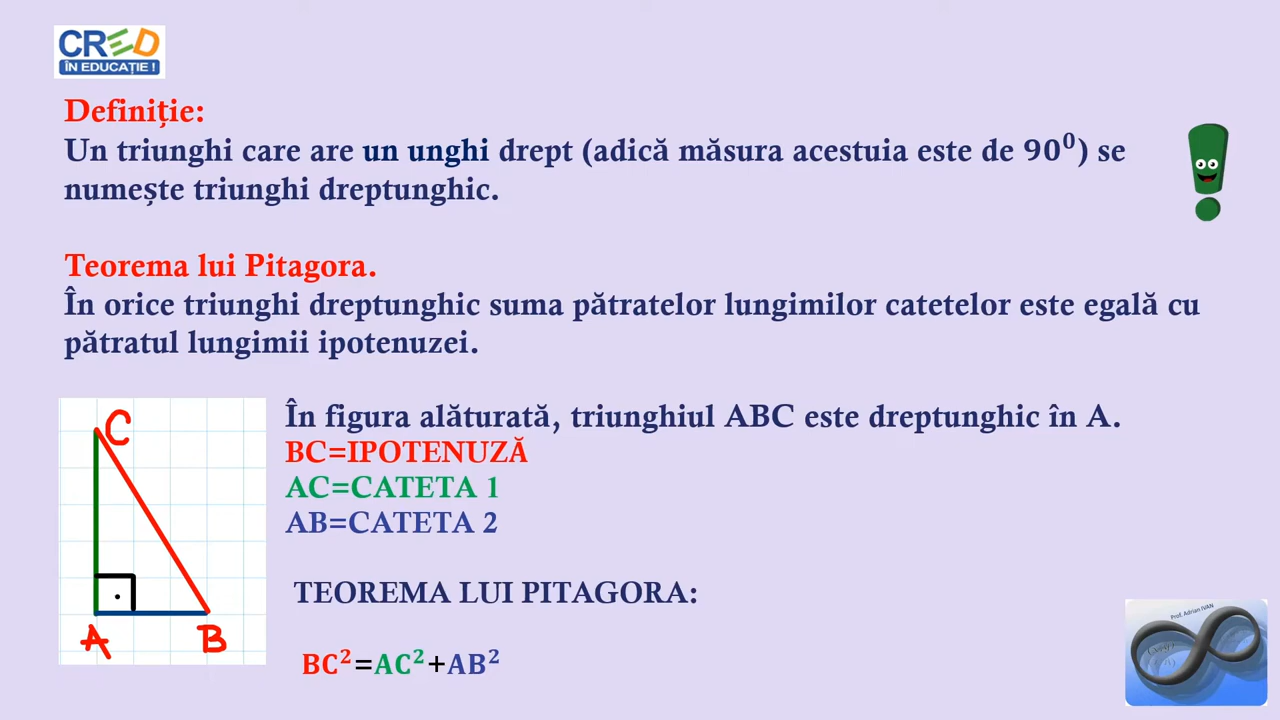 CRED
ÎN EDUCAȚIE !
Definiție:
Un triunghi care are un unghi drept (adică măsura acestuia este de 90⁰) se
numește triunghi dreptunghic.
Teorema lui Pitagora.
În orice triunghi dreptunghic suma pătratelor lungimilor catetelor este egală cu
pătratul lungimii ipotenuzei.
C
A B
În figura alăturată, triunghiul ABC este dreptunghic în A.
BC=IPOTENUZĂ
AC=CATETA 1
AB=CATETA 2
TEOREMA LUI PITAGORA:
BC²=AC²+AB²
Prof. Adrian IVAN